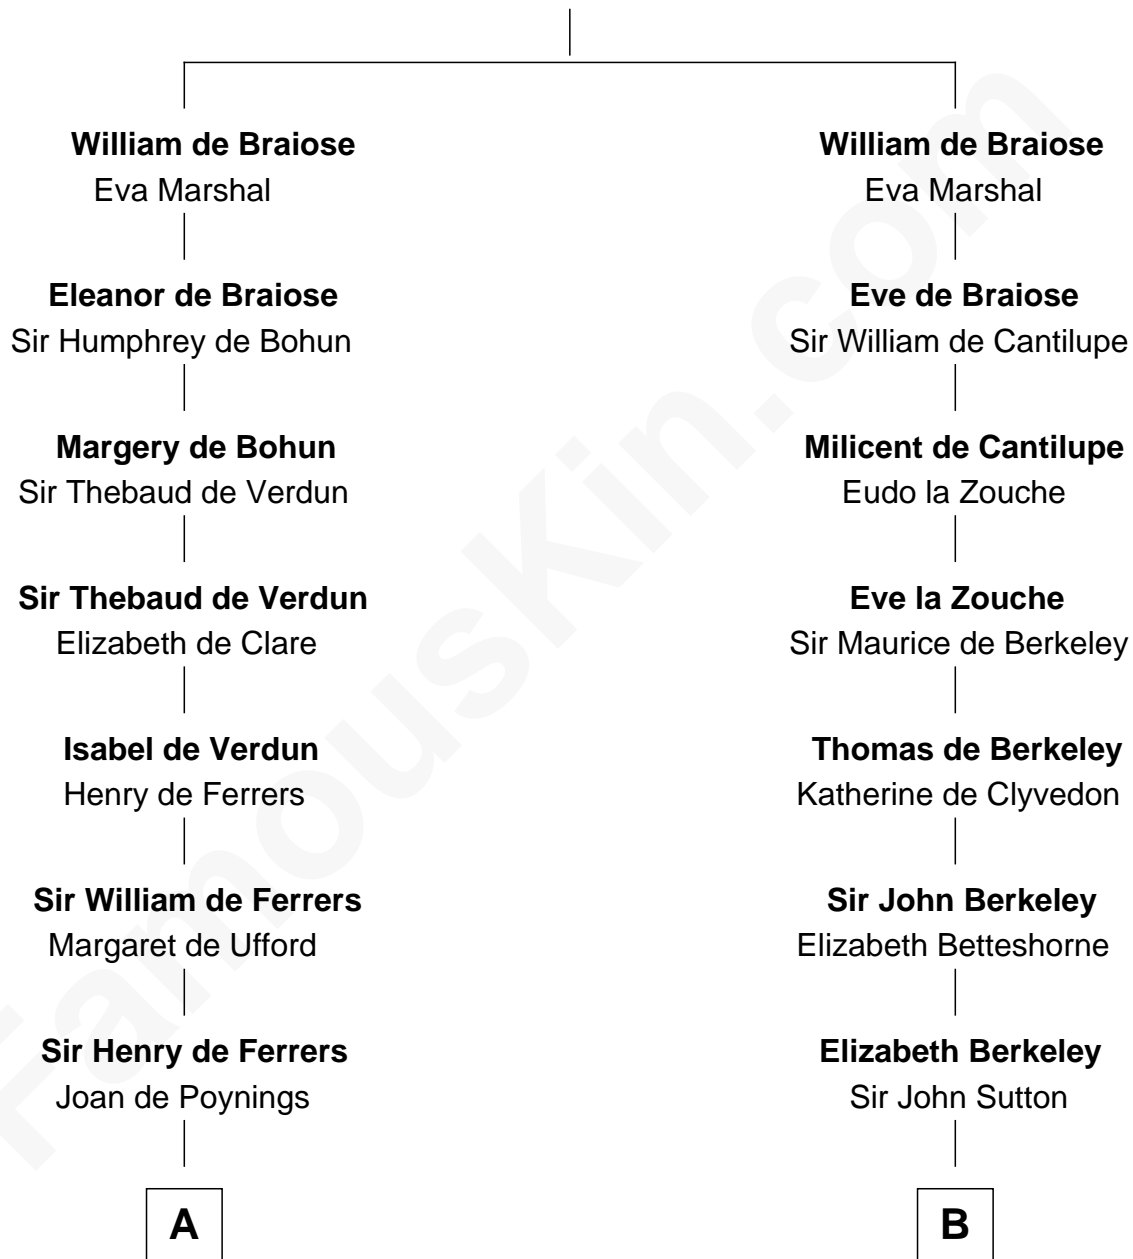 William de Braiose
Eva Marshal
Eleanor de Braiose
Sir Humphrey de Bohun
Margery de Bohun
Sir Thebaud de Verdun
Sir Thebaud de Verdun
Elizabeth de Clare
Isabel de Verdun
Henry de Ferrers
Sir William de Ferrers
Margaret de Ufford
Sir Henry de Ferrers
Joan de Poynings
A
William de Braiose
Eva Marshal
Eve de Braiose
Sir William de Cantilupe
Milicent de Cantilupe
Eudo la Zouche
Eve la Zouche
Sir Maurice de Berkeley
Thomas de Berkeley
Katherine de Clyvedon
Sir John Berkeley
Elizabeth Betteshorne
Elizabeth Berkeley
Sir John Sutton
B
FamousKin.com